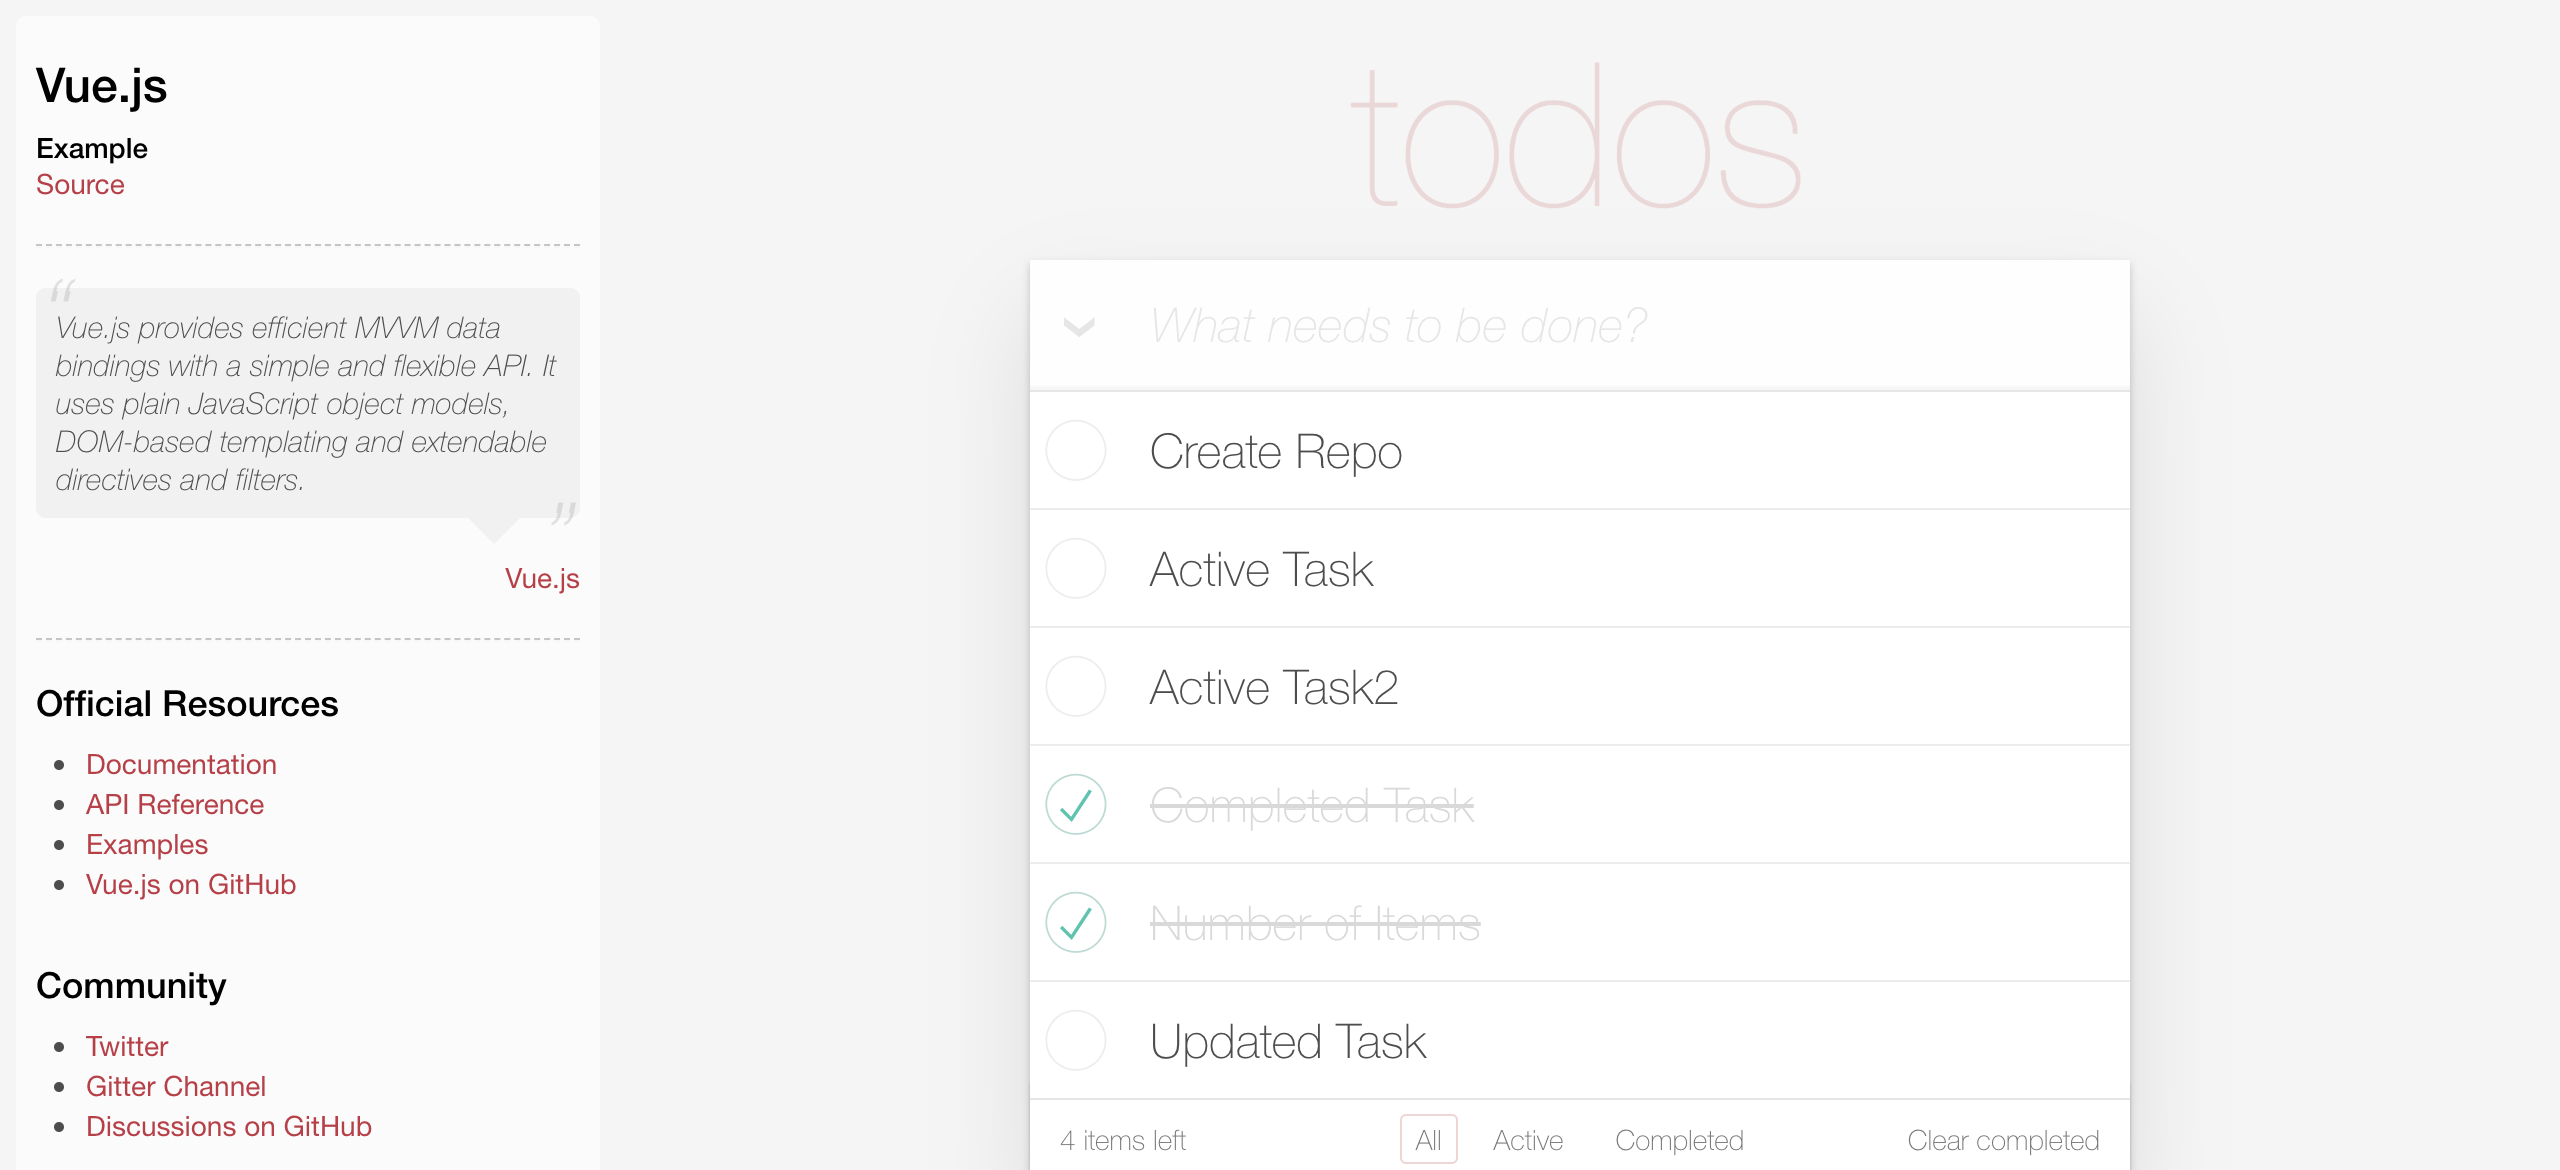 Vue.js
Example
Source
“
Vue.js provides efficient MVVM data
bindings with a simple and flexible API. It
uses plain JavaScript object models,
DOM-based templating and extendable
directives and filters.
”
Vue.js
Official Resources
• Documentation
• API Reference
• Examples
• Vue.js on GitHub
Community
• Twitter
• Gitter Channel
• Discussions on GitHub
todos
What needs to be done?
Create Repo
Active Task
Active Task2
Completed Task
Number of Items
Updated Task
4 items left All Active Completed Clear completed